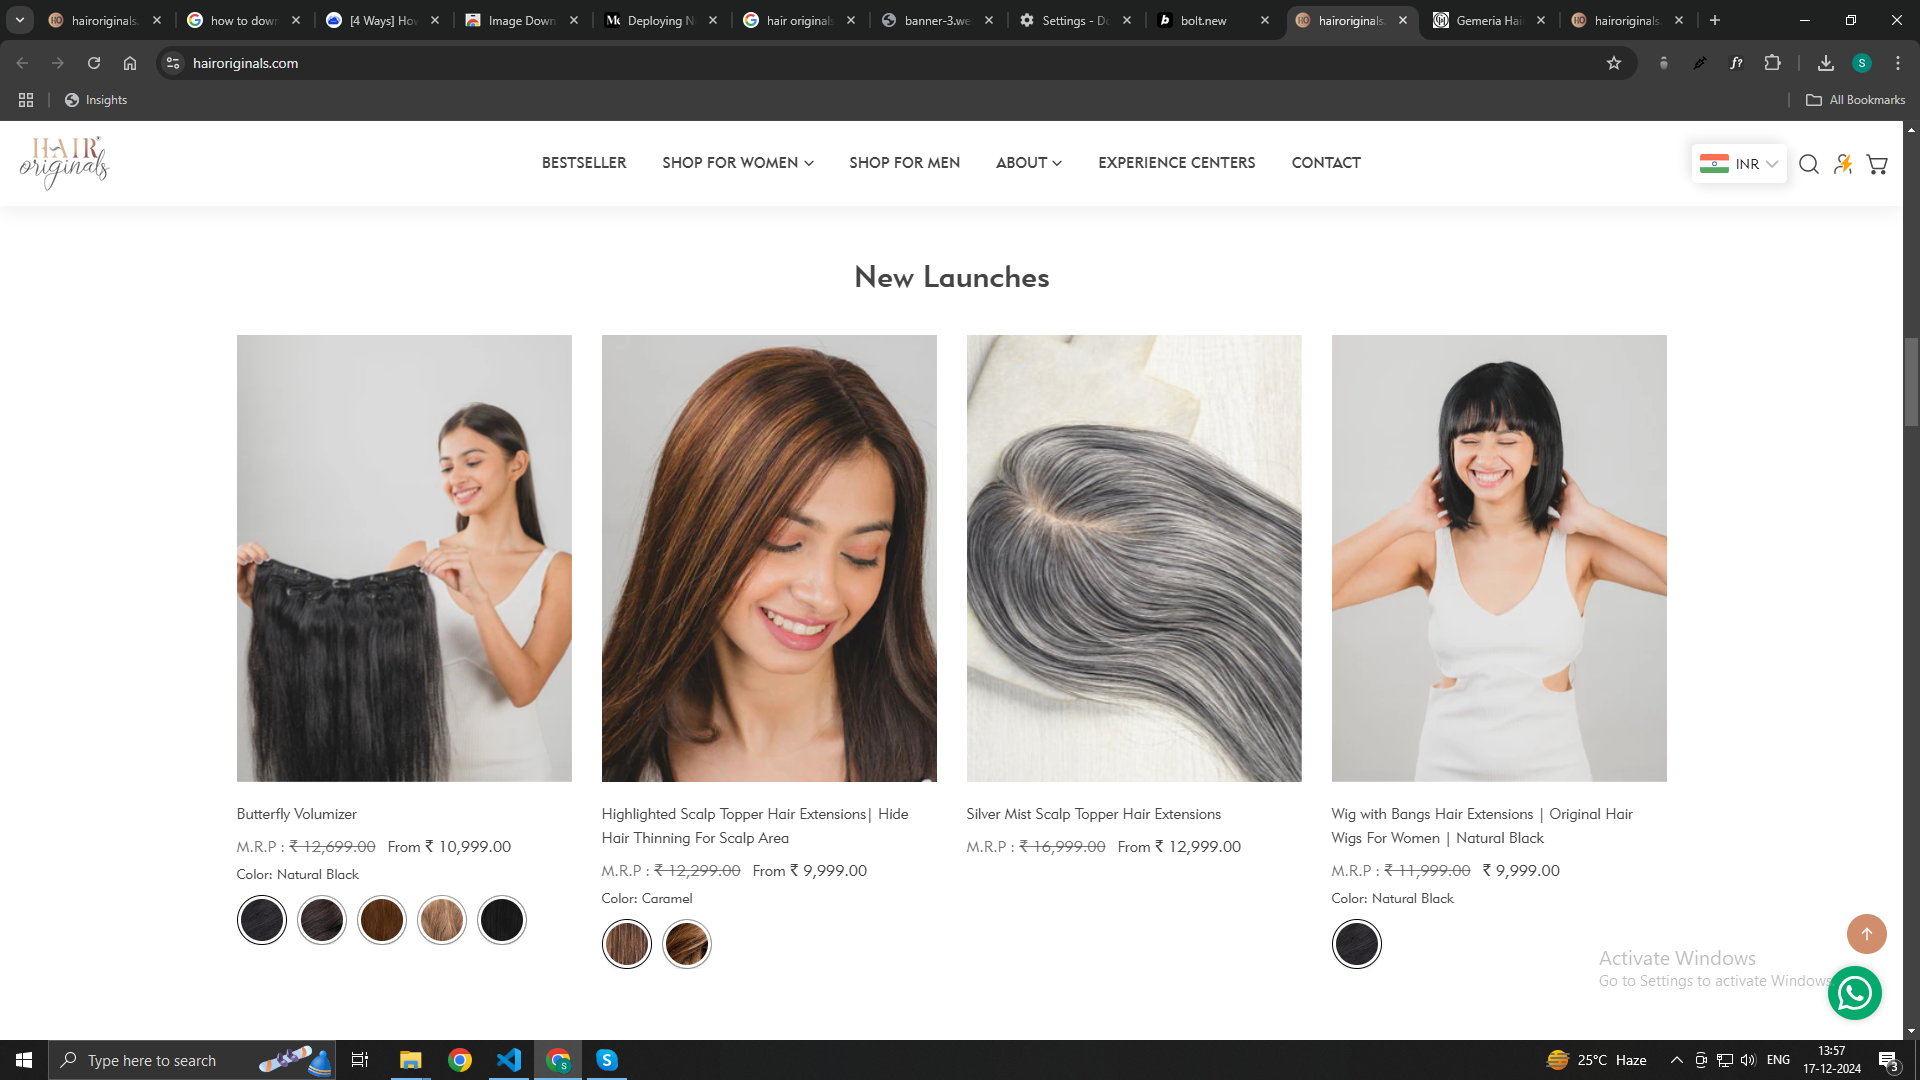 hairoriginals.
how to down
[4 Ways] How
Image Down
Deploying N
hair originals
banner-3.we
Settings - Do
bolt.new
hairoriginals.
Gemeria Hai
hairoriginals.
hairoriginals.com
Insights
All Bookmarks
HAIR
originals
BESTSELLER
SHOP FOR WOMEN
SHOP FOR MEN
ABOUT
EXPERIENCE CENTERS
CONTACT
INR
New Launches
Butterfly Volumizer
M.R.P : ₹ 12,699.00 From ₹ 10,999.00
Color: Natural Black
Highlighted Scalp Topper Hair Extensions| Hide
Hair Thinning For Scalp Area
M.R.P : ₹ 12,299.00 From ₹ 9,999.00
Color: Caramel
Silver Mist Scalp Topper Hair Extensions
M.R.P : ₹ 16,999.00 From ₹ 12,999.00
Wig with Bangs Hair Extensions | Original Hair
Wigs For Women | Natural Black
M.R.P : ₹ 11,999.00 ₹ 9,999.00
Color: Natural Black
Activate Windows
Go to Settings to activate Windows.
Type here to search
25°C Haze
ENG
13:57
17-12-2024
3